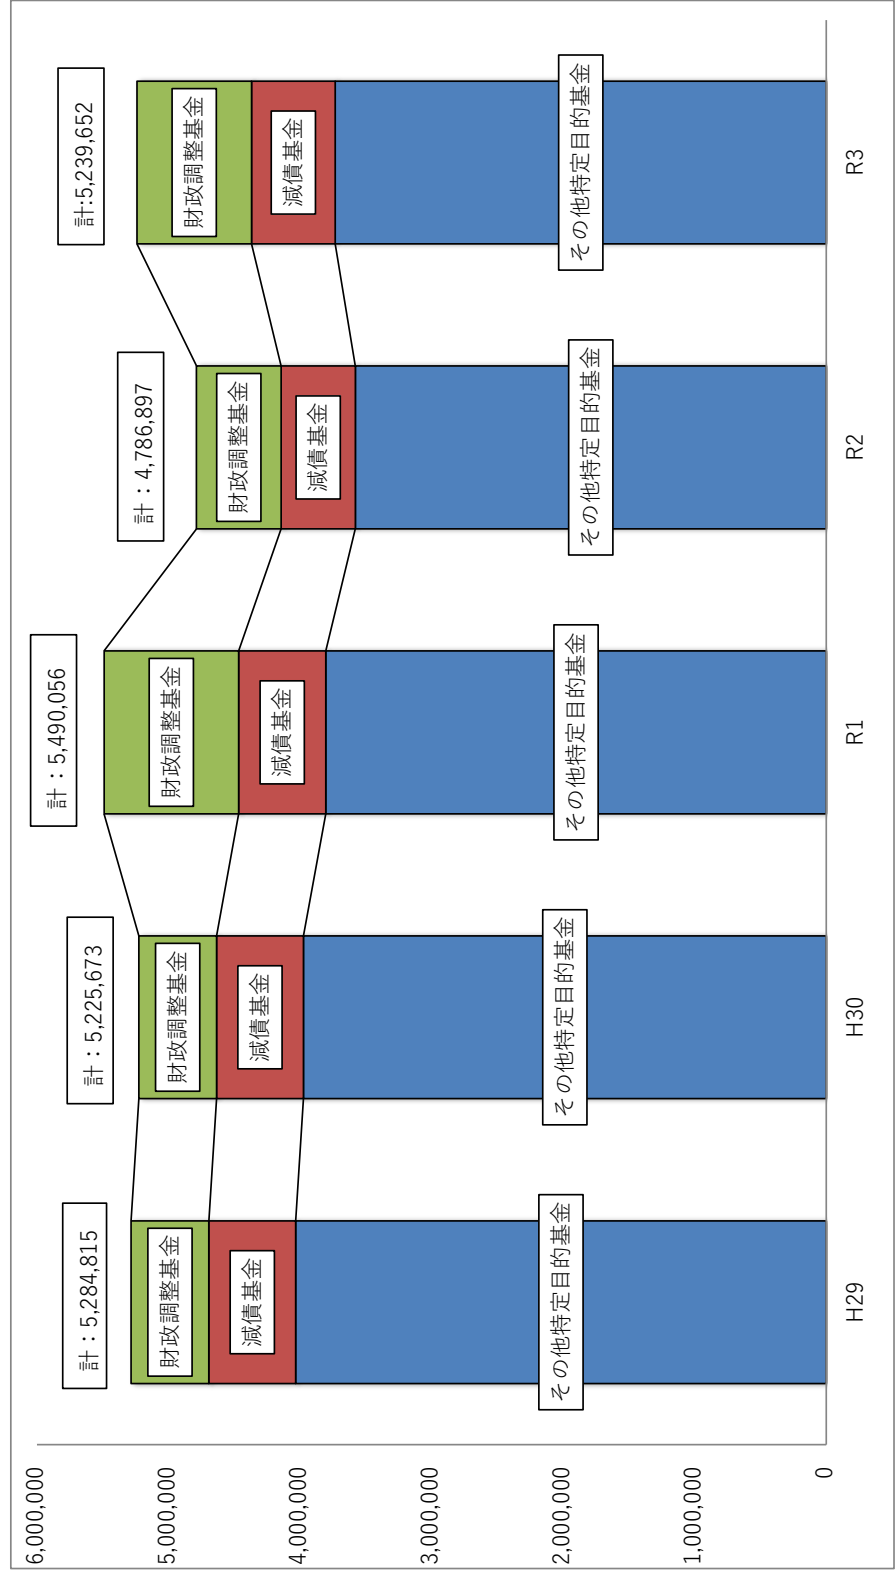 6,000,000
5,000,000
4,000,000
3,000,000
2,000,000
1,000,000
0
計：5,284,815
財政調整基金
減債基金
その他特定目的基金
H29
計：5,225,673
財政調整基金
減債基金
その他特定目的基金
H30
計：5,490,056
財政調整基金
減債基金
その他特定目的基金
R1
計：4,786,897
財政調整基金
減債基金
その他特定目的基金
R2
計:5,239,652
財政調整基金
減債基金
その他特定目的基金
R3